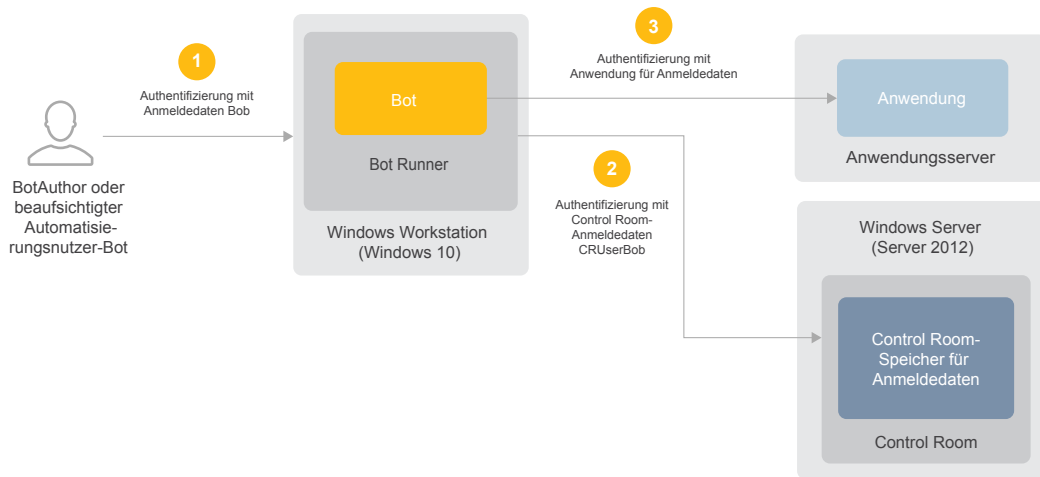 1
Authentifizierung mit
Anmeldedaten Bob
BotAuthor oder
beaufsichtigter
Automatisie-
rungsnutzer-Bot
Bot
Bot Runner
Windows Workstation
(Windows 10)
3
Authentifizierung mit
Anwendung für Anmeldedaten
2
Authentifizierung mit
Control Room-
Anmeldedaten
CRUserBob
Anwendung
Anwendungsserver
Windows Server
(Server 2012)
Control Room-
Speicher für
Anmeldedaten
Control Room